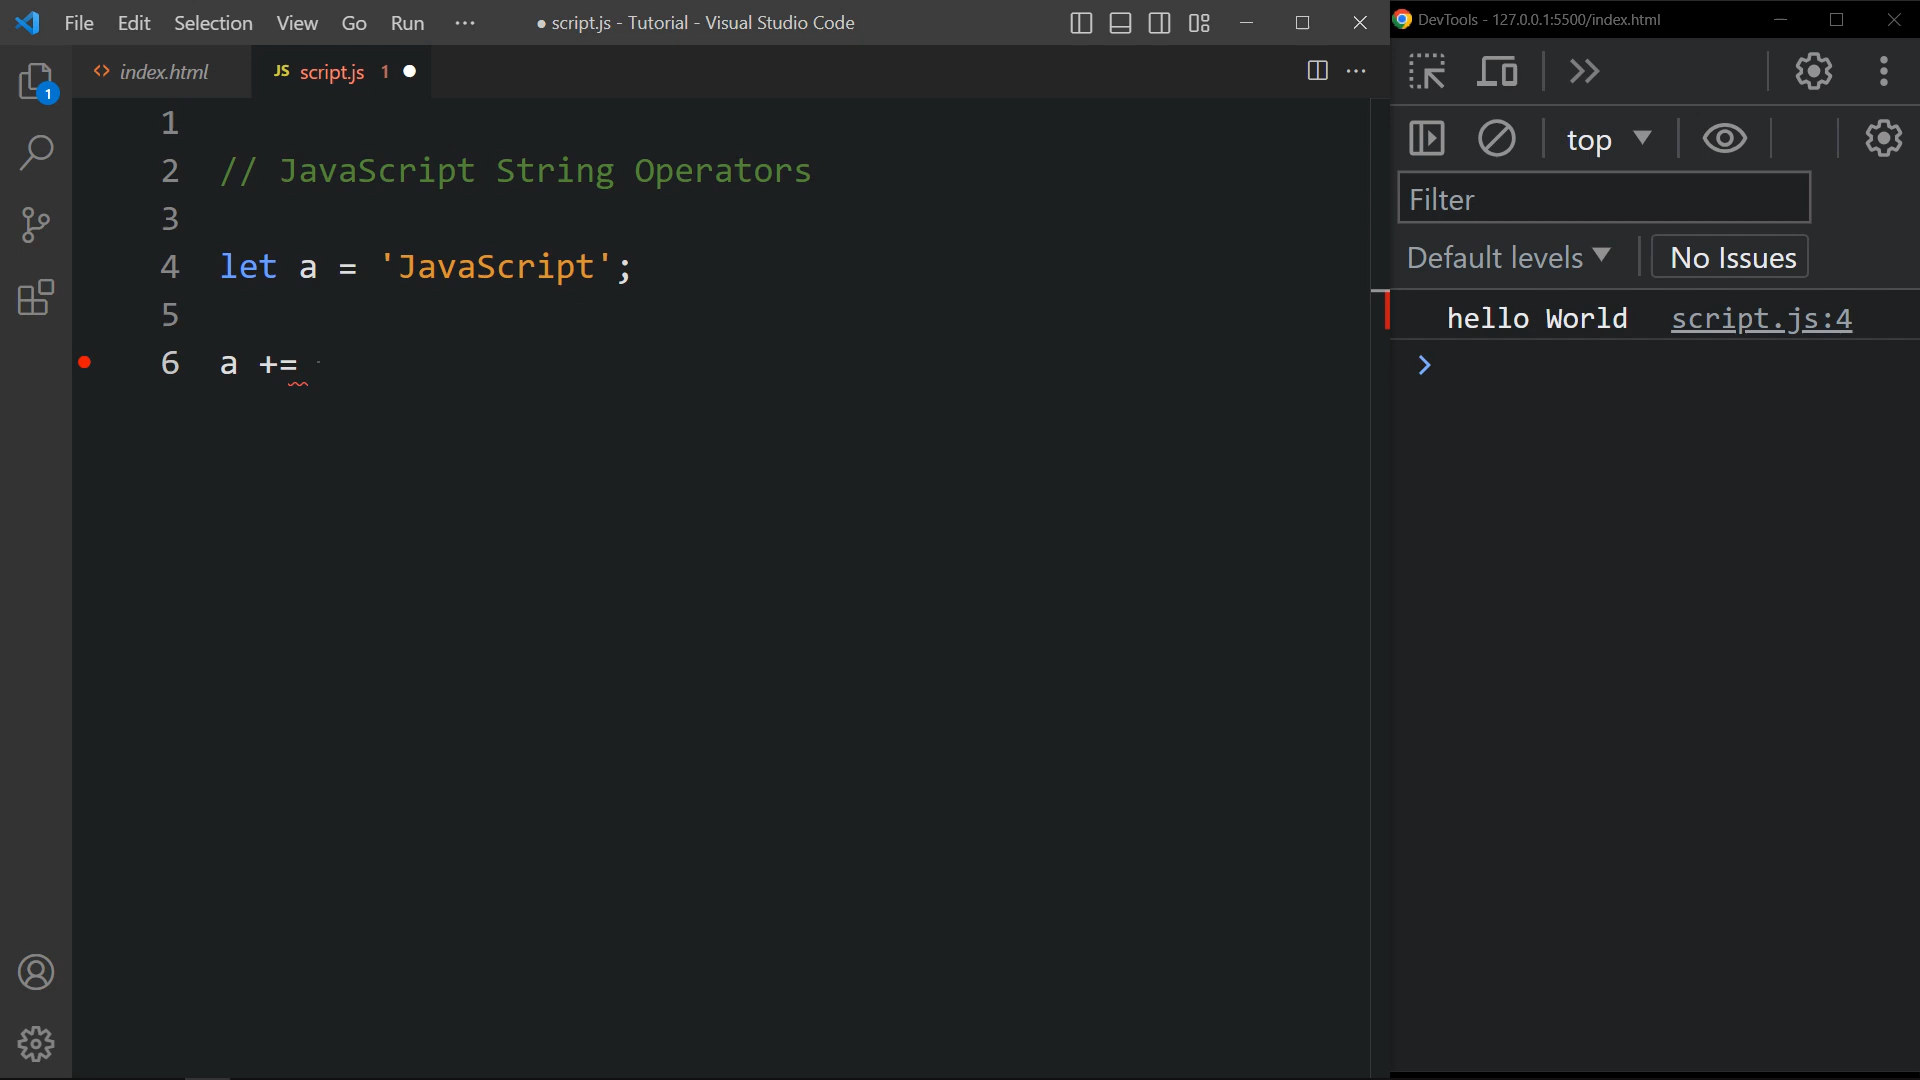 File Edit Selection View Go Run ··· ● script.js - Tutorial - Visual Studio Code
DevTools - 127.0.0.1:5500/index.html
1
<> index.html JS script.js 1 ●
top
Filter
Default levels No Issues
hello World script.js:4
1
2 // JavaScript String Operators
3
4 let a = 'JavaScript';
5
6 a +=